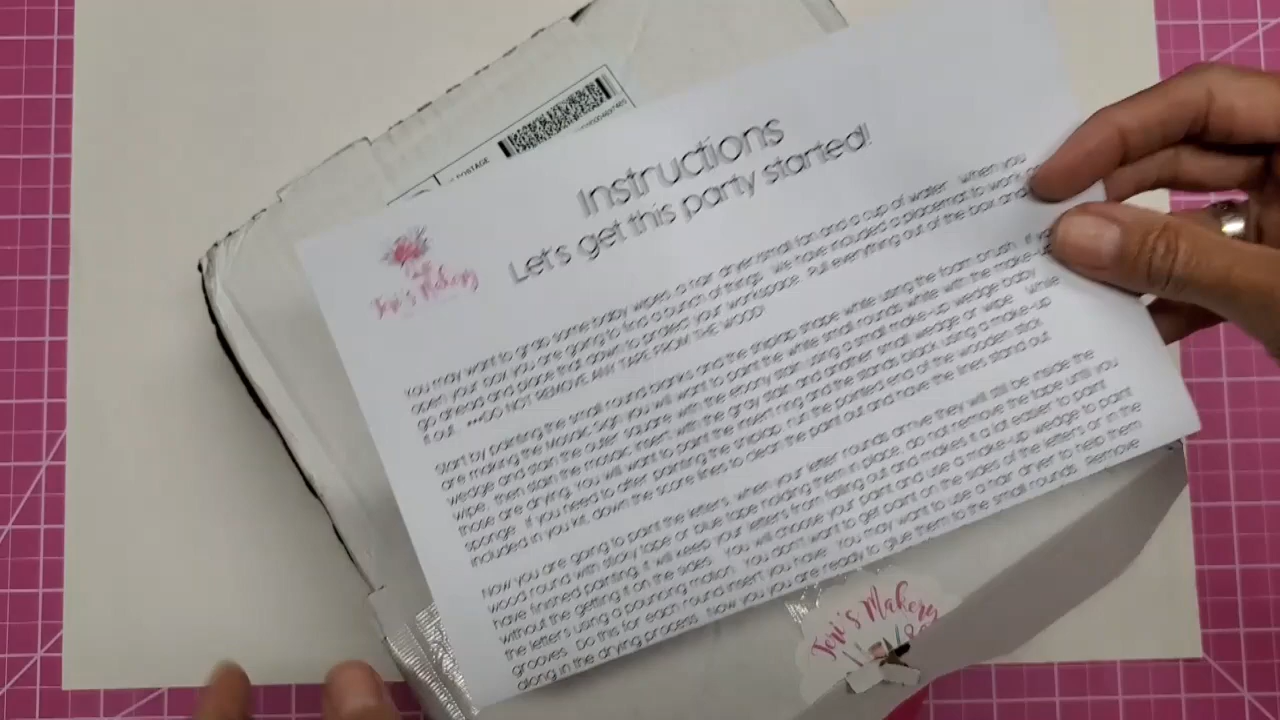 POSTAGE
Instructions
Let's get this party started!
Teri's Makery
You may want to grab some baby wipes, a hair dryer/small fan and a cup of water. When you
open your box you are going to find a bunch of things. We have included a placemat to work
go ahead and place that down to protect your workspace. Pull everything out of the box and
it out. ***DO NOT REMOVE ANY TAPE FROM THE WOOD!
Start by painting the small round blanks and the shiplap shape while using the foam brush. If
are making the Mosaic Sign you will want to paint the white small rounds white with the make-up
wedge and stain the outer square with the ebony stain using a small make-up wedge baby
wipe, then stain the mosaic insert with the gray stain and another small wedge or wipe. While
those are drying, You will want to paint the insert ring and the stands black using a make-up
sponge. If you need to after painting the shiplap, run the pointed end of the wooden stick
included in you kit, down the score lines to clean the paint out and have the lines stand out.
Now you are going to paint the letters, when your letter rounds arrive they will still be inside the
wood round with sticky tape or blue tape holding them in place, do not remove the tape until you
have finished painting, it will keep your letters from falling out and makes it a lot easier to paint
without the getting it on the sides. You will choose your paint and use a make-up wedge to paint
the letters using a pouncing motion. You don't want to get paint on the sides of the letters or in the
grooves. Do this for each round insert you have. You may want to use a hair dryer to help them
along in the drying process. Now you you are ready to glue them to the small rounds. Remove
Teri's Makery